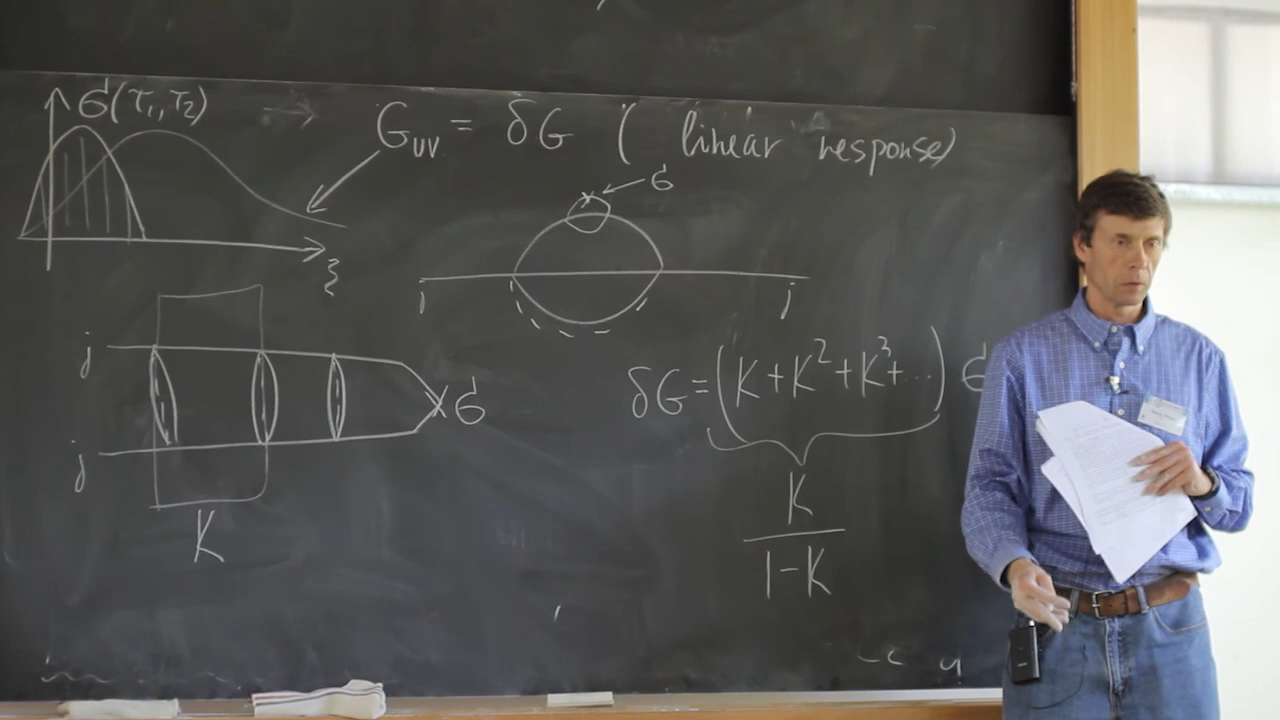 σ(τ₁, τ₂) → G_UV = δG ( linear response)
ξ
σ
j j
j
σ
j
K
δG = (K + K² + K³ + ...) σ
K
1 - K